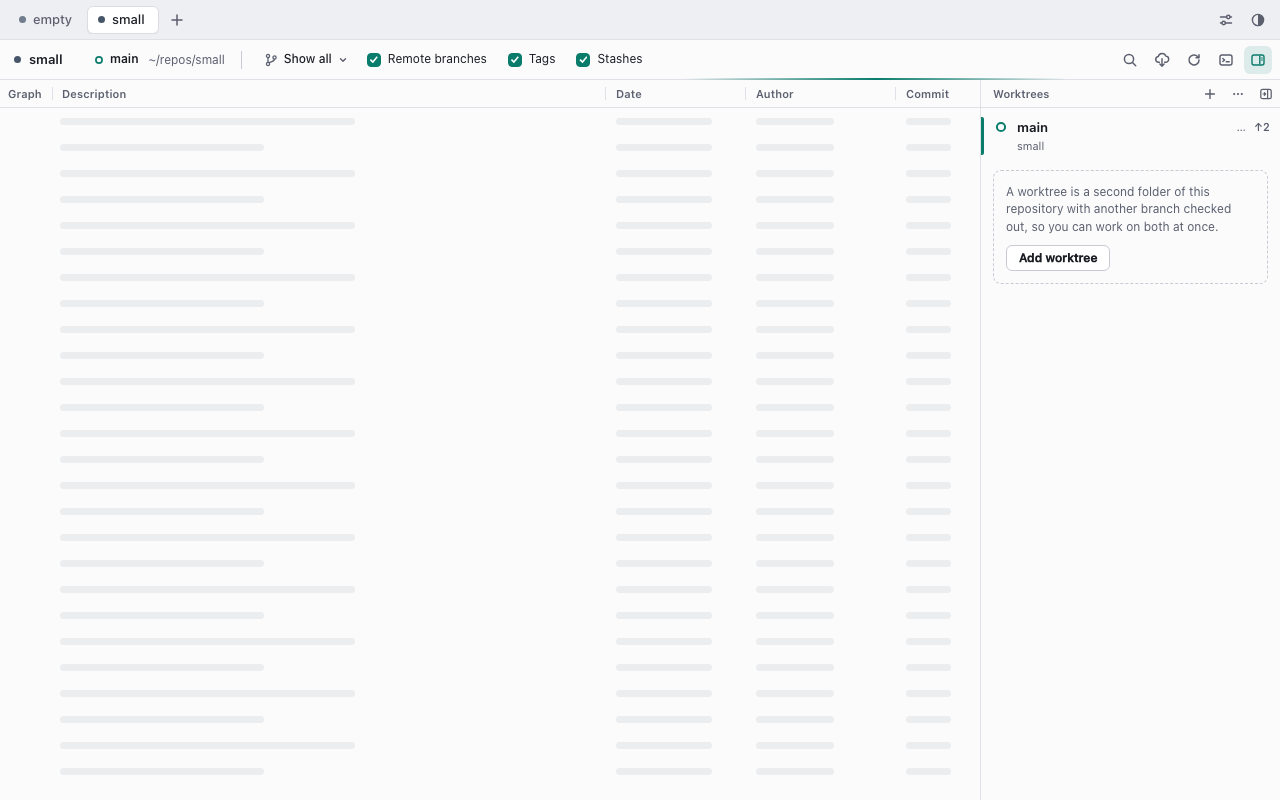 empty
small
small
main ~/repos/small
Show all
Remote branches
Tags
Stashes
Graph
Description
Date
Author
Commit
Worktrees
main
... ↑2
small
A worktree is a second folder of this
repository with another branch checked
out, so you can work on both at once.
Add worktree